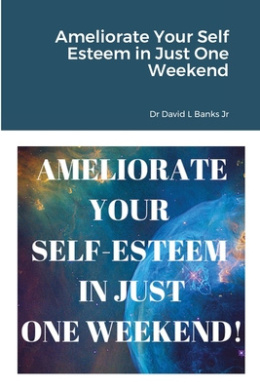 Ameliorate Your Self
Esteem in Just One
Weekend
Dr David L Banks Jr
AMELIORATE
YOUR
SELF-ESTEEM
IN JUST
ONE WEEKEND!